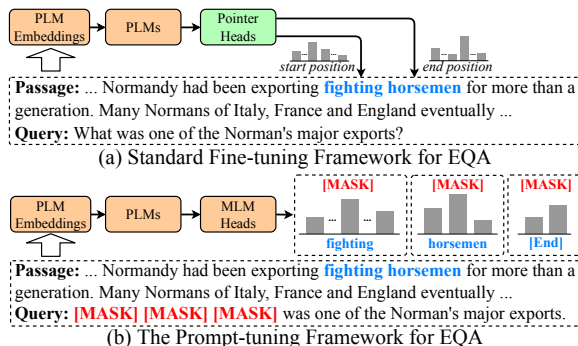 PLM
Embeddings
PLMs
Pointer
Heads
start position
end position
Passage: ... Normandy had been exporting fighting horsemen for more than a
generation. Many Normans of Italy, France and England eventually ...
Query: What was one of the Norman's major exports?
(a) Standard Fine-tuning Framework for EQA
PLM
Embeddings
PLMs
MLM
Heads
[MASK]
fighting
[MASK]
horsemen
[MASK]
[End]
Passage: ... Normandy had been exporting fighting horsemen for more than a
generation. Many Normans of Italy, France and England eventually ...
Query: [MASK] [MASK] [MASK] was one of the Norman's major exports.
(b) The Prompt-tuning Framework for EQA